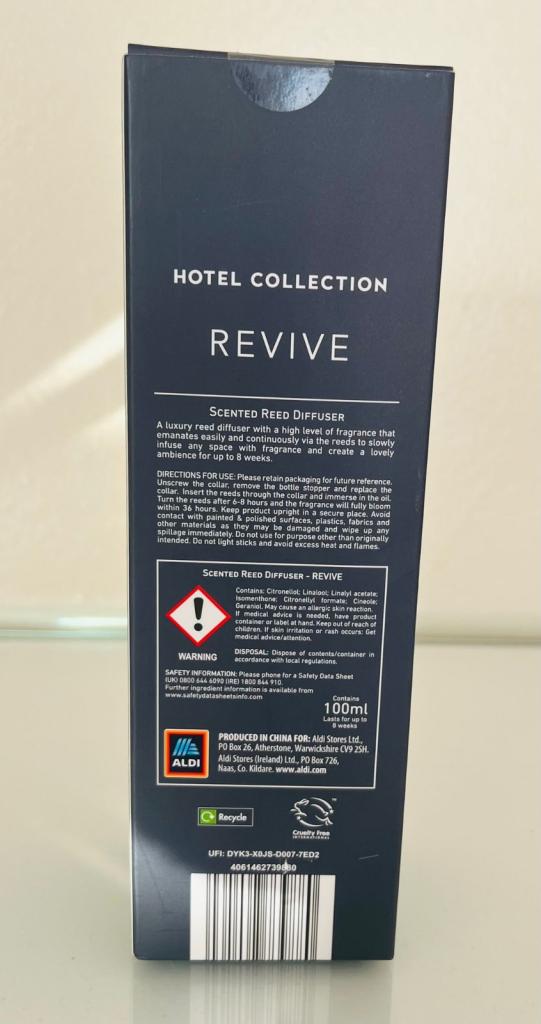 HOTEL COLLECTION
REVIVE
SCENTED REED DIFFUSER
A luxury reed diffuser with a high level of fragrance that
emanates easily and continuously via the reeds to slowly
infuse any space with fragrance and create a lovely
ambience for up to 8 weeks.
DIRECTIONS FOR USE: Please retain packaging for future reference.
Unscrew the collar, remove the bottle stopper and replace the
collar. Insert the reeds through the collar and immerse in the oil.
Turn the reeds after 6-8 hours and the fragrance will fully bloom
within 36 hours. Keep product upright in a secure place. Avoid
contact with painted & polished surfaces, plastics, fabrics and
other materials as they may be damaged and wipe up any
spillage immediately. Do not use for purpose other than originally
intended. Do not light sticks and avoid excess heat and flames.
SCENTED REED DIFFUSER - REVIVE
Contains: Citronellol; Linalool; Linalyl acetate;
Isomenthone; Citronellyl formate; Cineole;
Geraniol. May cause an allergic skin reaction.
If medical advice is needed, have product
container or label at hand. Keep out of reach of
children. If skin irritation or rash occurs: Get
medical advice/attention.
WARNING
DISPOSAL: Dispose of contents/container in
accordance with local regulations.
SAFETY INFORMATION: Please phone for a Safety Data Sheet
(UK) 0800 644 6090 (IRE) 1800 844 910.
Further ingredient information is available from
www.safetydatasheetsinfo.com
Contains
100ml
Lasts for up to
8 weeks
ALDI
PRODUCED IN CHINA FOR: Aldi Stores Ltd.,
PO Box 26, Atherstone, Warwickshire CV9 2SH.
Aldi Stores (Ireland) Ltd., PO Box 726,
Naas, Co. Kildare. www.aldi.com
Recycle
TM
Cruelty Free
INTERNATIONAL
UFI: DYK3-X0JS-D007-7ED2
4061462739880